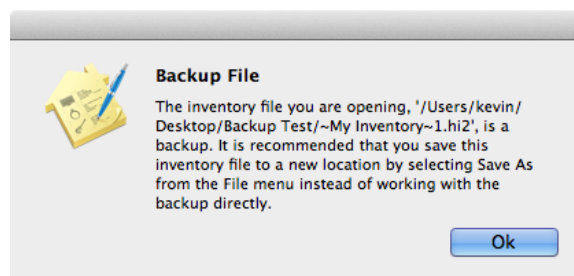 Backup File
The inventory file you are opening, '/Users/kevin/
Desktop/Backup Test/~My Inventory~1.hi2', is a
backup. It is recommended that you save this
inventory file to a new location by selecting Save As
from the File menu instead of working with the
backup directly.
Ok